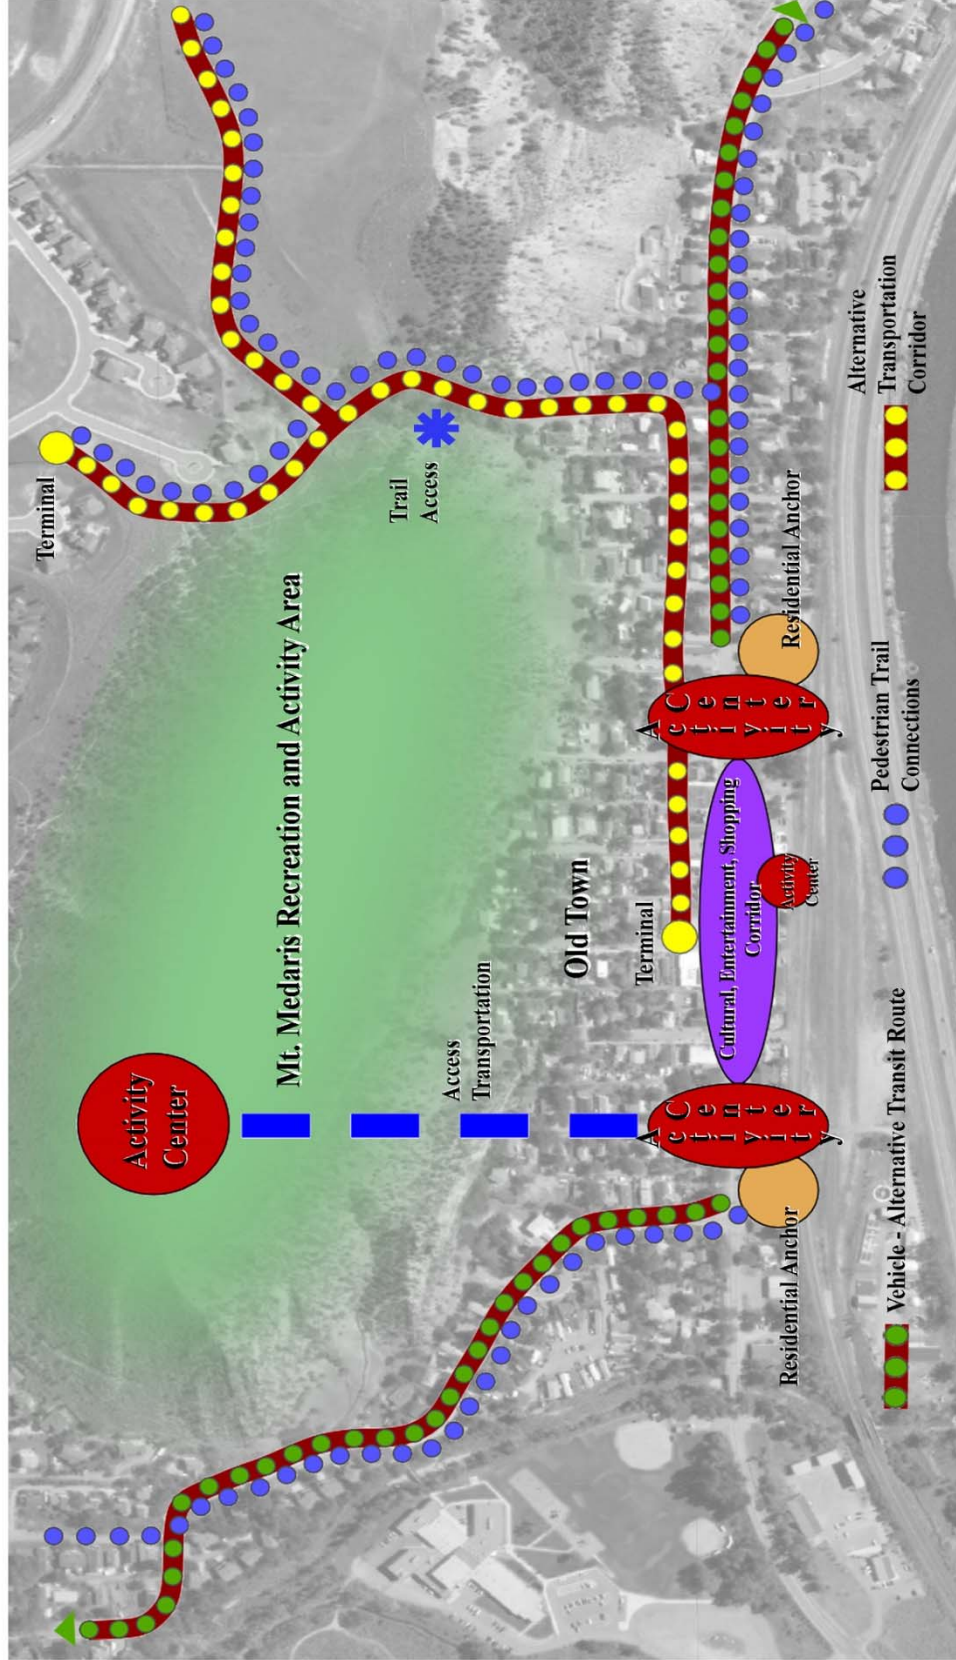 Terminal
Activity
Center
Mt. Medaris Recreation and Activity Area
Trail
Access
Access
Transportation
Old Town
Terminal
Activity
Center
Cultural, Entertainment, Shopping
Corridor
Activity
Center
Activity
Center
Residential Anchor
Residential Anchor
Vehicle - Alternative Transit Route
Pedestrian Trail
Connections
Alternative
Transportation
Corridor